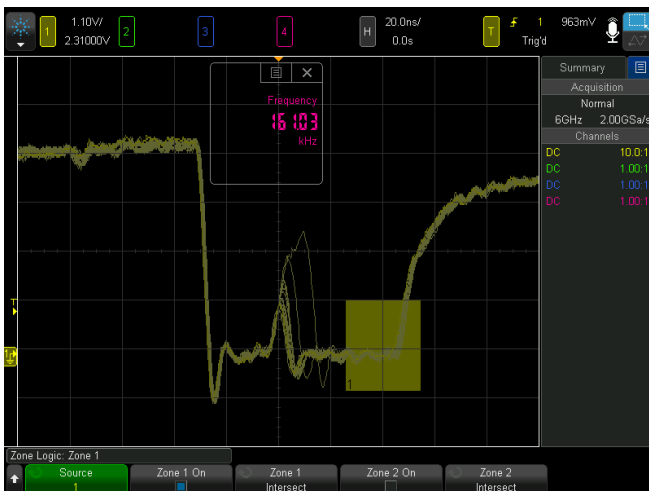 1 1.10V/ 2 3 4 H 20.0ns/ T 1 963mV
2.31000V 0.0s Trig'd
Summary
Acquisition
Normal
6GHz 2.00GSa/s
Channels
DC 10.0:1
DC 1.00:1
DC 1.00:1
DC 1.00:1
Frequency
161.03
kHz
T
1
1
Zone Logic: Zone 1
Source Zone 1 On Zone 1 Zone 2 On Zone 2
1 Intersect Intersect